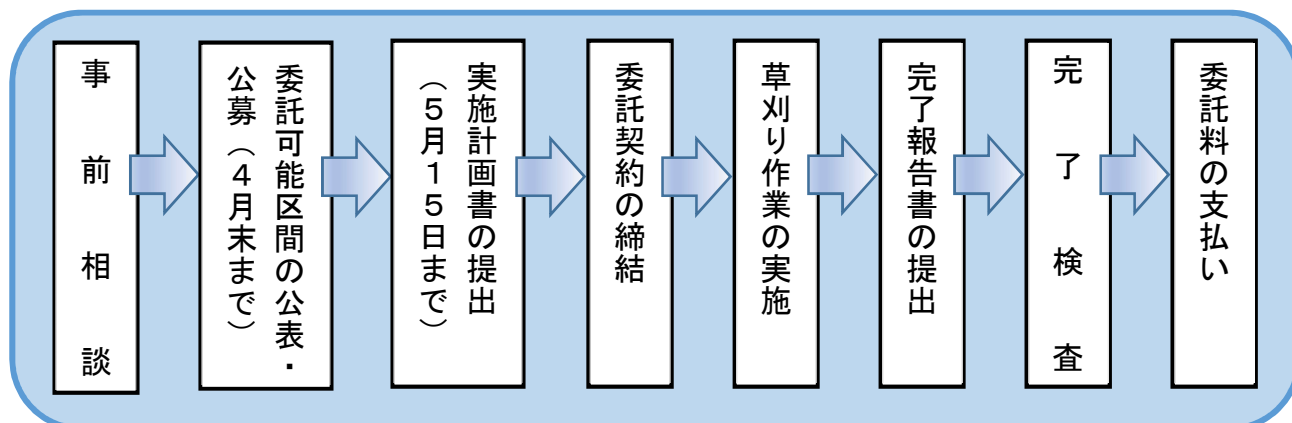 事前相談
委託可能区間の公表・
公募（４月末まで）
実施計画書の提出
（５月１５日まで）
委託契約の締結
草刈り作業の実施
完了報告書の提出
完了検査
委託料の支払い